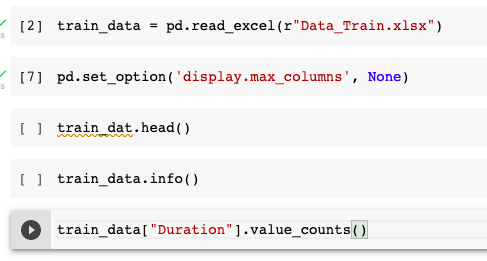 [2] train_data = pd.read_excel(r"Data_Train.xlsx")
[7] pd.set_option('display.max_columns', None)
[ ] train_dat.head()
[ ] train_data.info()
train_data["Duration"].value_counts()